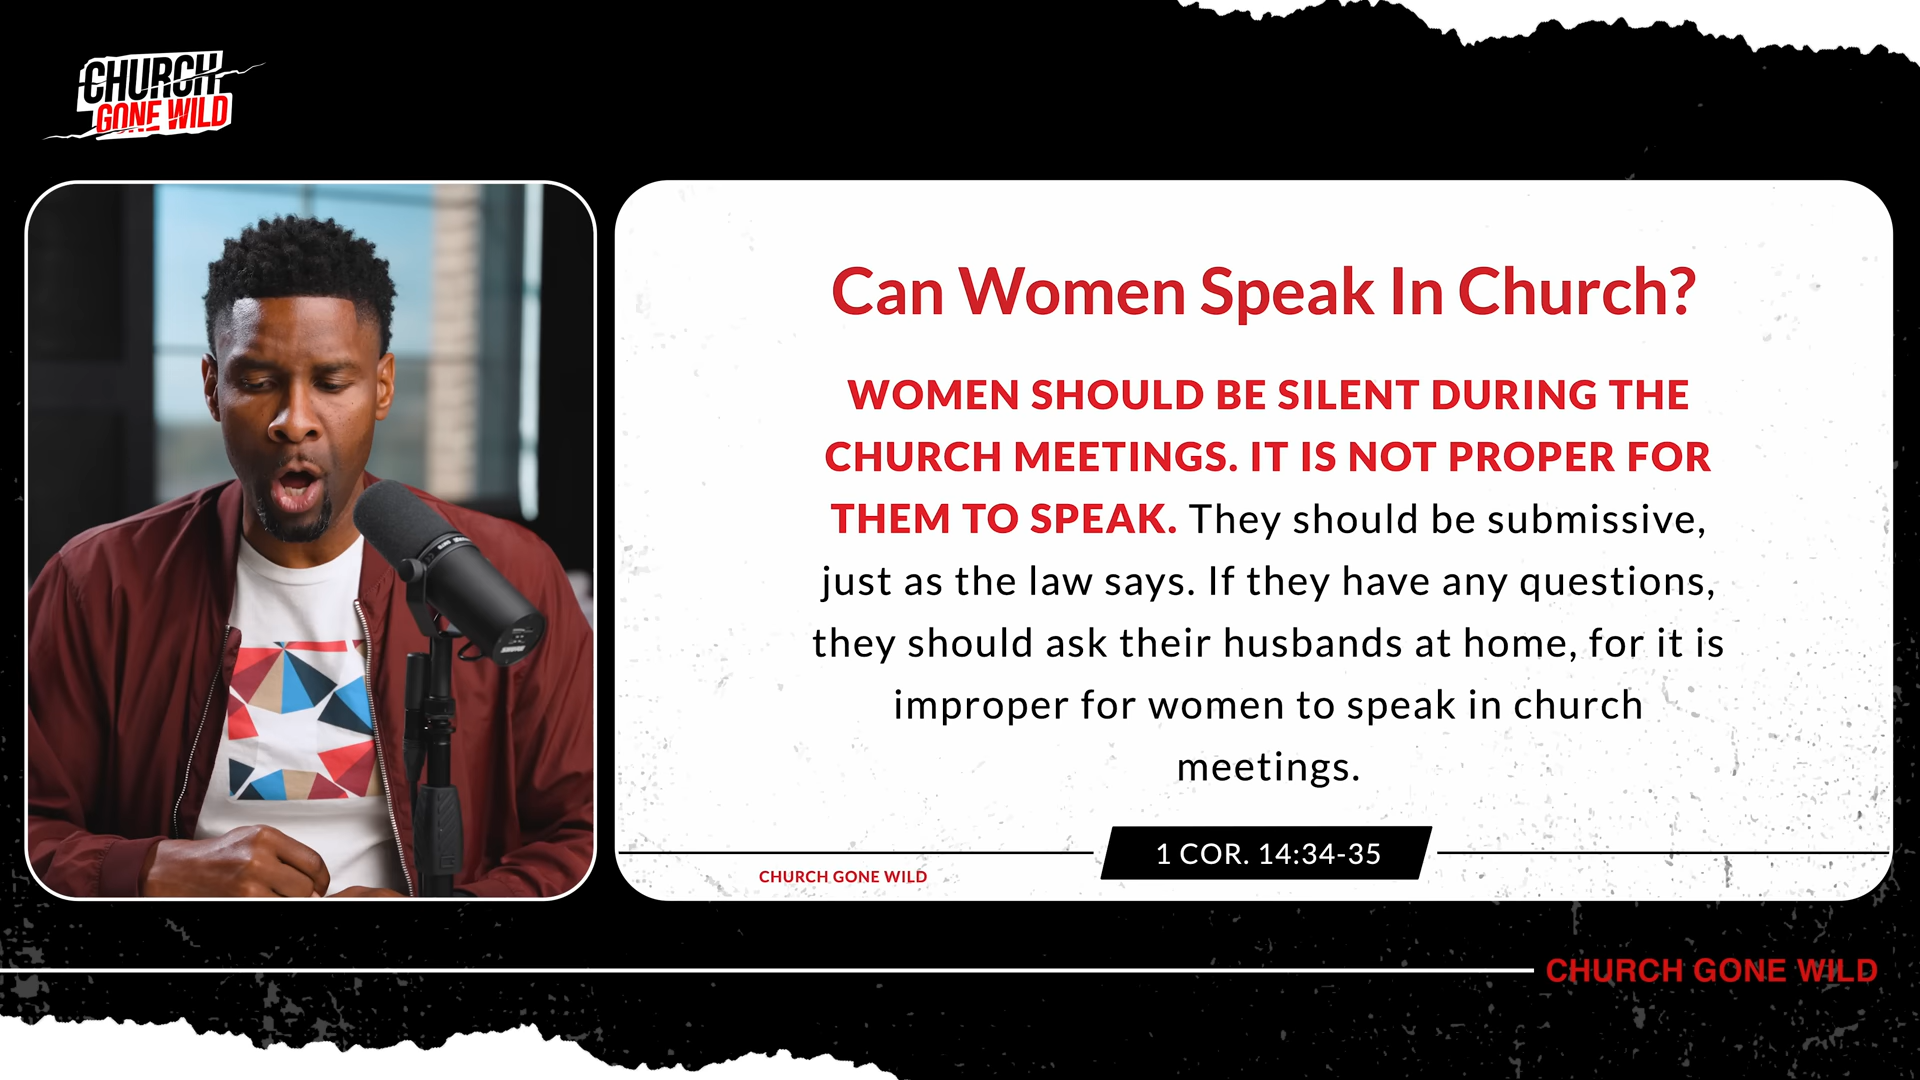 CHURCH
GONE WILD
Can Women Speak In Church?
WOMEN SHOULD BE SILENT DURING THE
CHURCH MEETINGS. IT IS NOT PROPER FOR
THEM TO SPEAK. They should be submissive,
just as the law says. If they have any questions,
they should ask their husbands at home, for it is
improper for women to speak in church
meetings.
1 COR. 14:34-35
CHURCH GONE WILD
CHURCH GONE WILD
SHURE